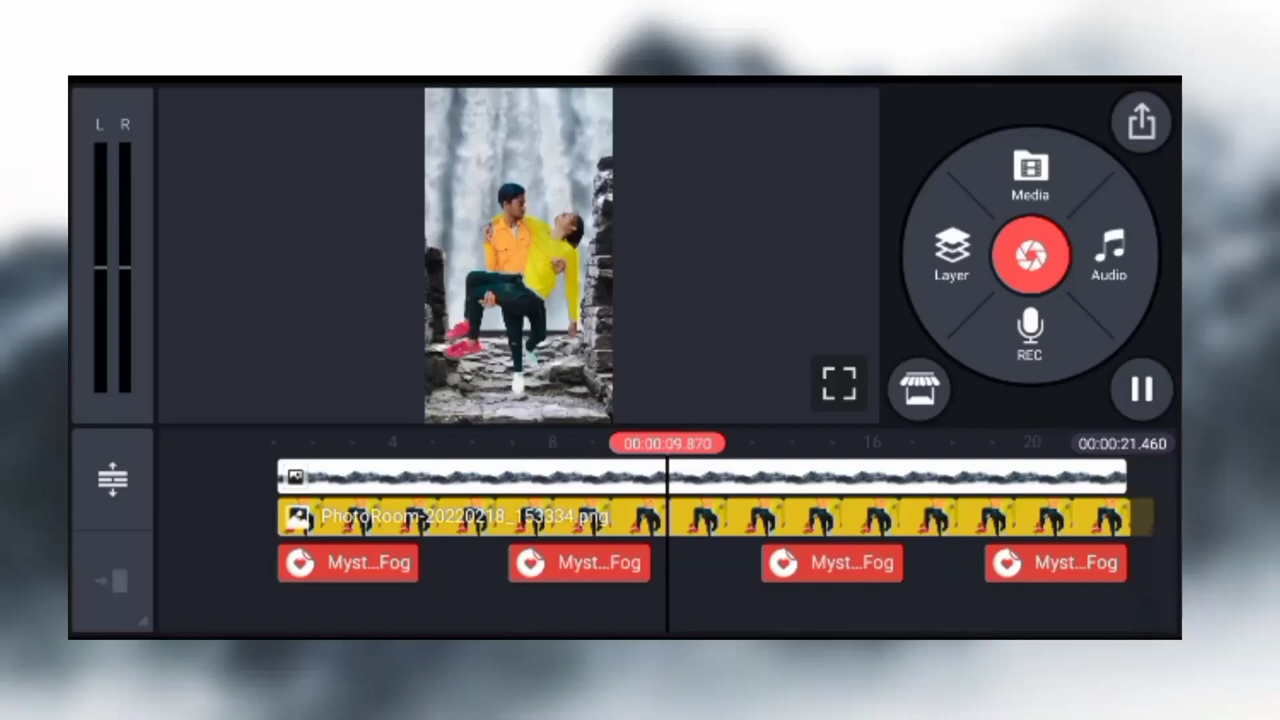 L R
Media
Layer
Audio
REC
4
8
00:00:09.870
16
20
00:00:21.460
PhotoRoom-20220218_153334.png
Myst...Fog
Myst...Fog
Myst...Fog
Myst...Fog